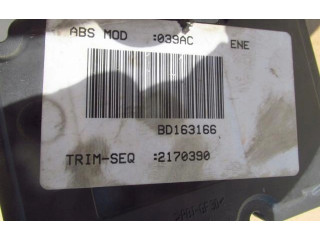 ABS MOD :039AC ENE
BD163166
TRIM-SEQ :2170390